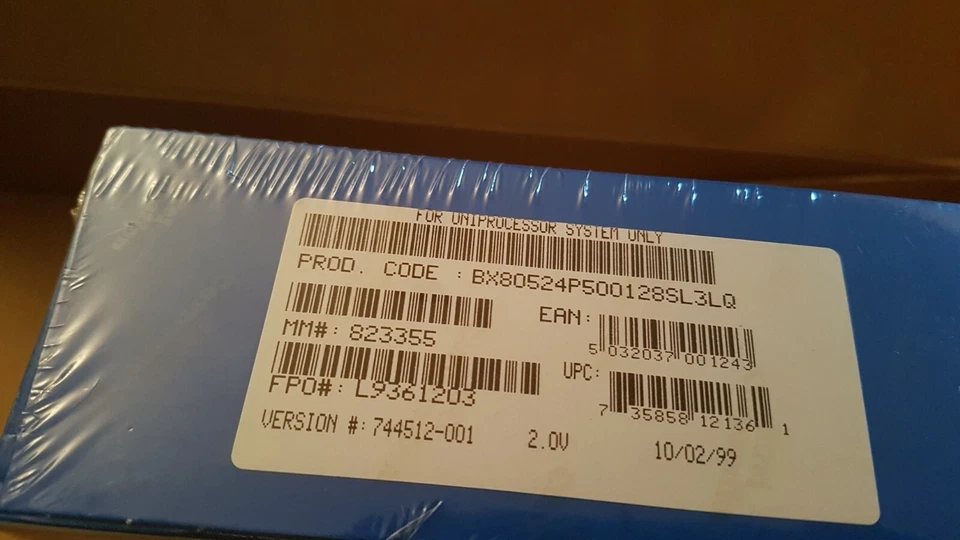 FOR UNIPROCESSOR SYSTEM ONLY
PROD. CODE : BX80524P500128SL3LQ
MM#: 823355
EAN: 5 032037 001243
FPO#: L9361203
UPC: 7 35858 12136 1
VERSION #: 744512-001 2.0V 10/02/99